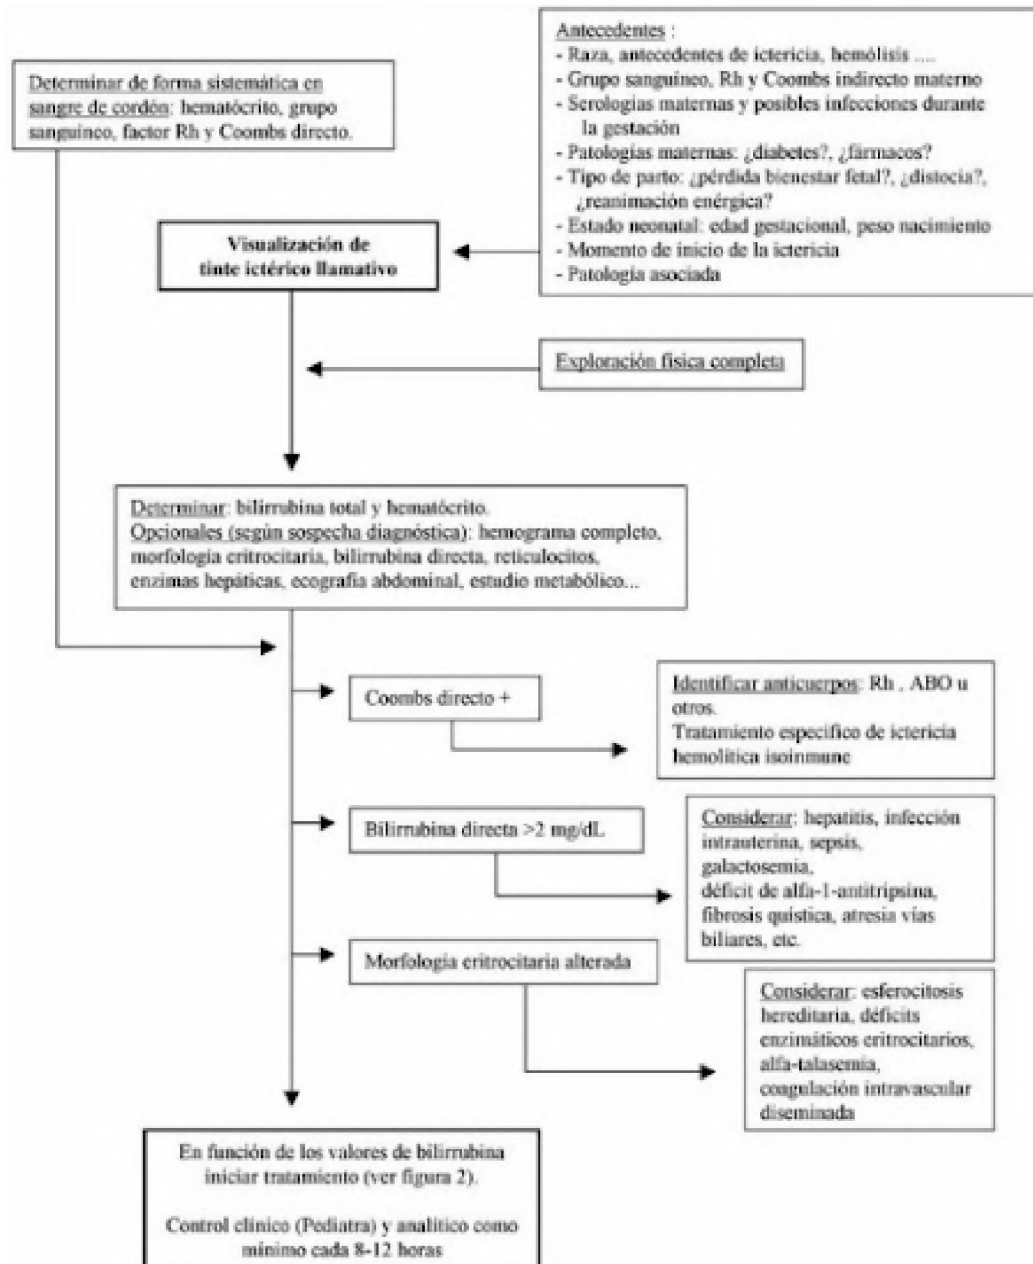 Antecedentes :
- Raza, antecedentes de ictericia, hemólisis ....
- Grupo sanguíneo, Rh y Coombs indirecto materno
- Serologías maternas y posibles infecciones durante
la gestación
- Patologías maternas: ¿diabetes?, ¿fármacos?
- Tipo de parto: ¿pérdida bienestar fetal?, ¿distocia?,
¿reanimación enérgica?
- Estado neonatal: edad gestacional, peso nacimiento
- Momento de inicio de la ictericia
- Patología asociada
Determinar de forma sistemática en
sangre de cordón: hematócrito, grupo
sanguíneo, factor Rh y Coombs directo.
Visualización de
tinte ictérico llamativo
Exploración física completa
Determinar: bilirrubina total y hematócrito.
Opcionales (según sospecha diagnóstica): hemograma completo,
morfología eritrocitaria, bilirrubina directa, reticulocitos,
enzimas hepáticas, ecografía abdominal, estudio metabólico...
Coombs directo +
Identificar anticuerpos: Rh , ABO u
otros.
Tratamiento específico de ictericia
hemolítica isoinmune
Bilirrubina directa >2 mg/dL
Considerar: hepatitis, infección
intrauterina, sepsis,
galactosemia,
déficit de alfa-1-antitripsina,
fibrosis quística, atresia vías
biliares, etc.
Morfología eritrocitaria alterada
Considerar: esferocitosis
hereditaria, déficits
enzimáticos eritrocitarios,
alfa-talasemia,
coagulación intravascular
diseminada
En función de los valores de bilirrubina
iniciar tratamiento (ver figura 2).
Control clínico (Pediatra) y analítico como
mínimo cada 8-12 horas